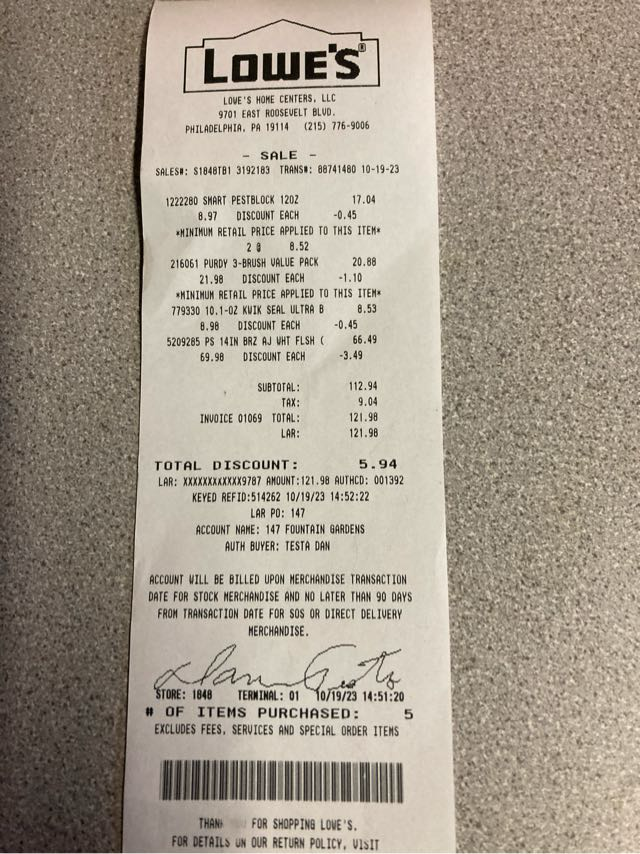 LOWE'S®
LOWE'S HOME CENTERS, LLC
9701 EAST ROOSEVELT BLVD.
PHILADELPHIA, PA 19114 (215) 776-9006
- SALE -
SALES#: S1848TB1 3192183 TRANS#: 88741480 10-19-23
1222280 SMART PESTBLOCK 12OZ 17.04
8.97 DISCOUNT EACH -0.45
*MINIMUM RETAIL PRICE APPLIED TO THIS ITEM*
2 @ 8.52
216061 PURDY 3-BRUSH VALUE PACK 20.88
21.98 DISCOUNT EACH -1.10
*MINIMUM RETAIL PRICE APPLIED TO THIS ITEM*
779330 10.1-OZ KWIK SEAL ULTRA B 8.53
8.98 DISCOUNT EACH -0.45
5209285 PS 14IN BRZ AJ WHT FLSH ( 66.49
69.98 DISCOUNT EACH -3.49
SUBTOTAL: 112.94
TAX: 9.04
INVOICE 01069 TOTAL: 121.98
LAR: 121.98
TOTAL DISCOUNT: 5.94
LAR: XXXXXXXXXXXX9787 AMOUNT:121.98 AUTHCD: 001392
KEYED REFID:514262 10/19/23 14:52:22
LAR PO: 147
ACCOUNT NAME: 147 FOUNTAIN GARDENS
AUTH BUYER: TESTA DAN
ACCOUNT WILL BE BILLED UPON MERCHANDISE TRANSACTION
DATE FOR STOCK MERCHANDISE AND NO LATER THAN 90 DAYS
FROM TRANSACTION DATE FOR SOS OR DIRECT DELIVERY
MERCHANDISE.
STORE: 1848 TERMINAL: 01 10/19/23 14:51:20
# OF ITEMS PURCHASED: 5
EXCLUDES FEES, SERVICES AND SPECIAL ORDER ITEMS
THAN FOR SHOPPING LOWE'S.
FOR DETAILS ON OUR RETURN POLICY, VISIT